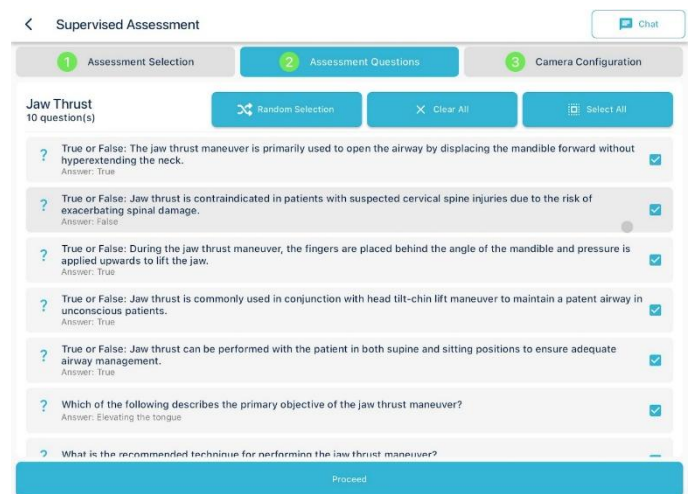 Supervised Assessment
Chat
1 Assessment Selection
2 Assessment Questions
3 Camera Configuration
Jaw Thrust
10 question(s)
Random Selection
Clear All
Select All
? True or False: The jaw thrust maneuver is primarily used to open the airway by displacing the mandible forward without
hyperextending the neck.
Answer: True
? True or False: Jaw thrust is contraindicated in patients with suspected cervical spine injuries due to the risk of
exacerbating spinal damage.
Answer: False
? True or False: During the jaw thrust maneuver, the fingers are placed behind the angle of the mandible and pressure is
applied upwards to lift the jaw.
Answer: True
? True or False: Jaw thrust is commonly used in conjunction with head tilt-chin lift maneuver to maintain a patent airway in
unconscious patients.
Answer: True
? True or False: Jaw thrust can be performed with the patient in both supine and sitting positions to ensure adequate
airway management.
Answer: True
? Which of the following describes the primary objective of the jaw thrust maneuver?
Answer: Elevating the tongue
? What is the recommended technique for performing the jaw thrust maneuver?
Proceed